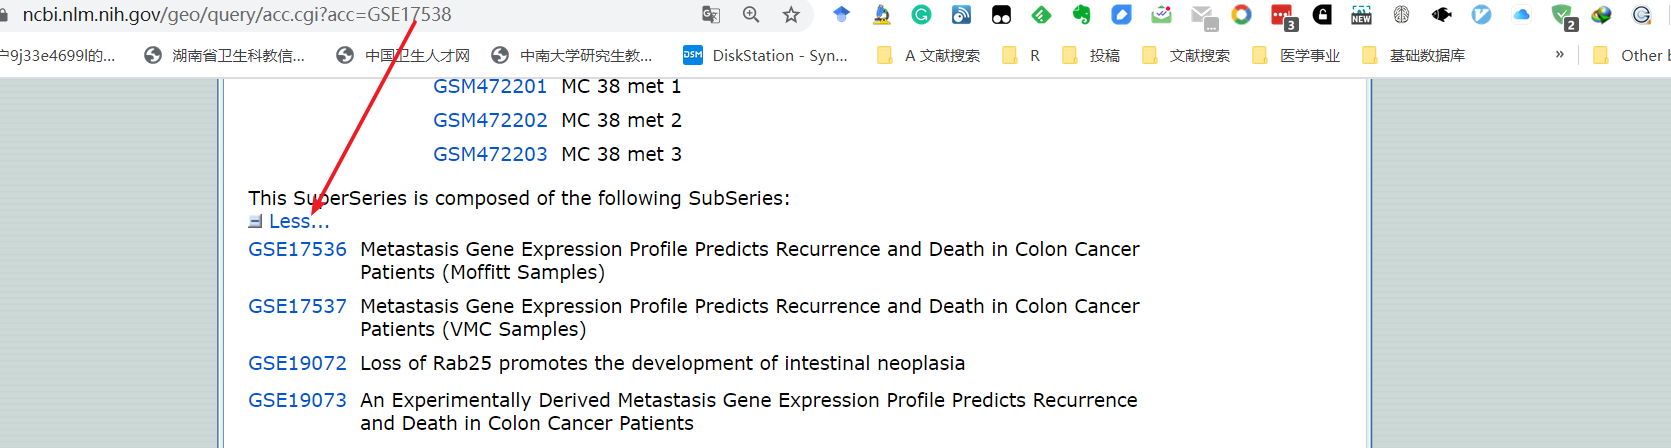 ncbi.nlm.nih.gov/geo/query/acc.cgi?acc=GSE17538
NEW
3
2
户9j33e4699l的...
湖南省卫生科教信...
中国卫生人才网
中南大学研究生教...
DSM DiskStation - Syn...
A 文献搜索
R
投稿
文献搜索
医学事业
基础数据库
»
Other b
GSM472201 MC 38 met 1
GSM472202 MC 38 met 2
GSM472203 MC 38 met 3
This SuperSeries is composed of the following SubSeries:
Less...
GSE17536 Metastasis Gene Expression Profile Predicts Recurrence and Death in Colon Cancer
Patients (Moffitt Samples)
GSE17537 Metastasis Gene Expression Profile Predicts Recurrence and Death in Colon Cancer
Patients (VMC Samples)
GSE19072 Loss of Rab25 promotes the development of intestinal neoplasia
GSE19073 An Experimentally Derived Metastasis Gene Expression Profile Predicts Recurrence
and Death in Colon Cancer Patients